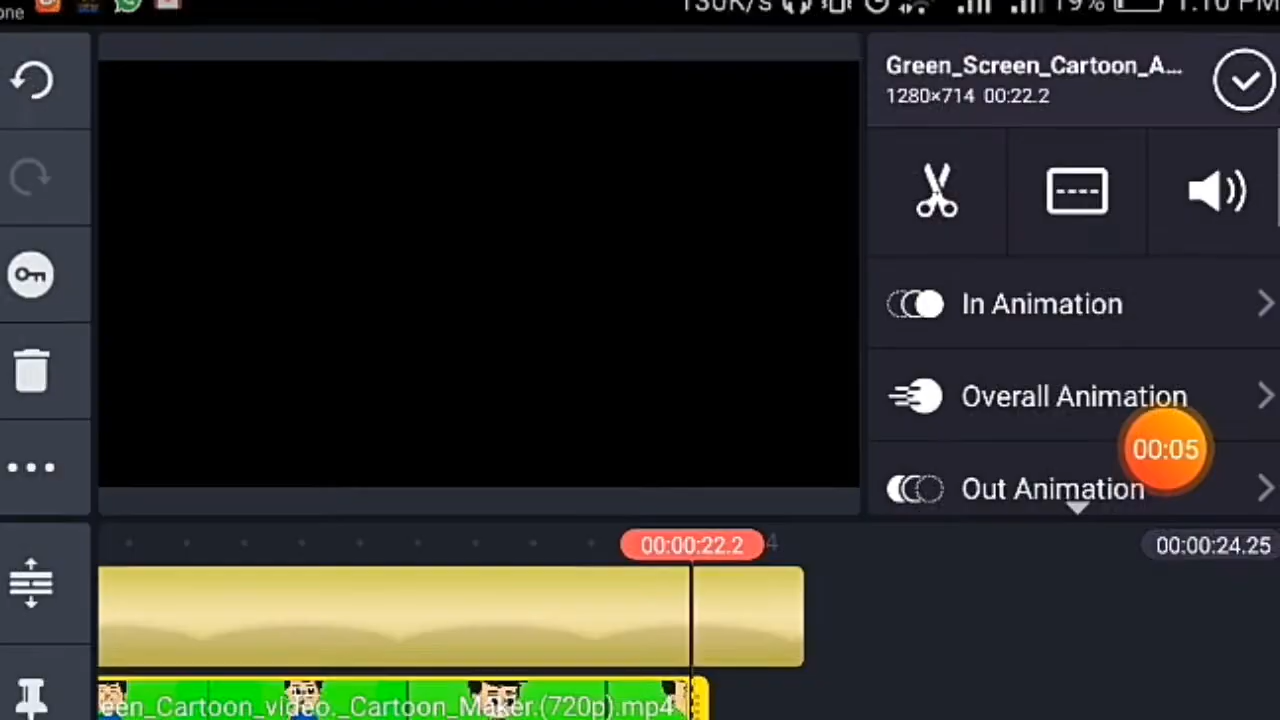 one 130K/s 19% 1:10 PM
Green_Screen_Cartoon_A...
1280×714 00:22.2
In Animation
Overall Animation
00:05
Out Animation
00:00:22.2 4 00:00:24.25
een_Cartoon_video._Cartoon_Maker.(720p).mp4